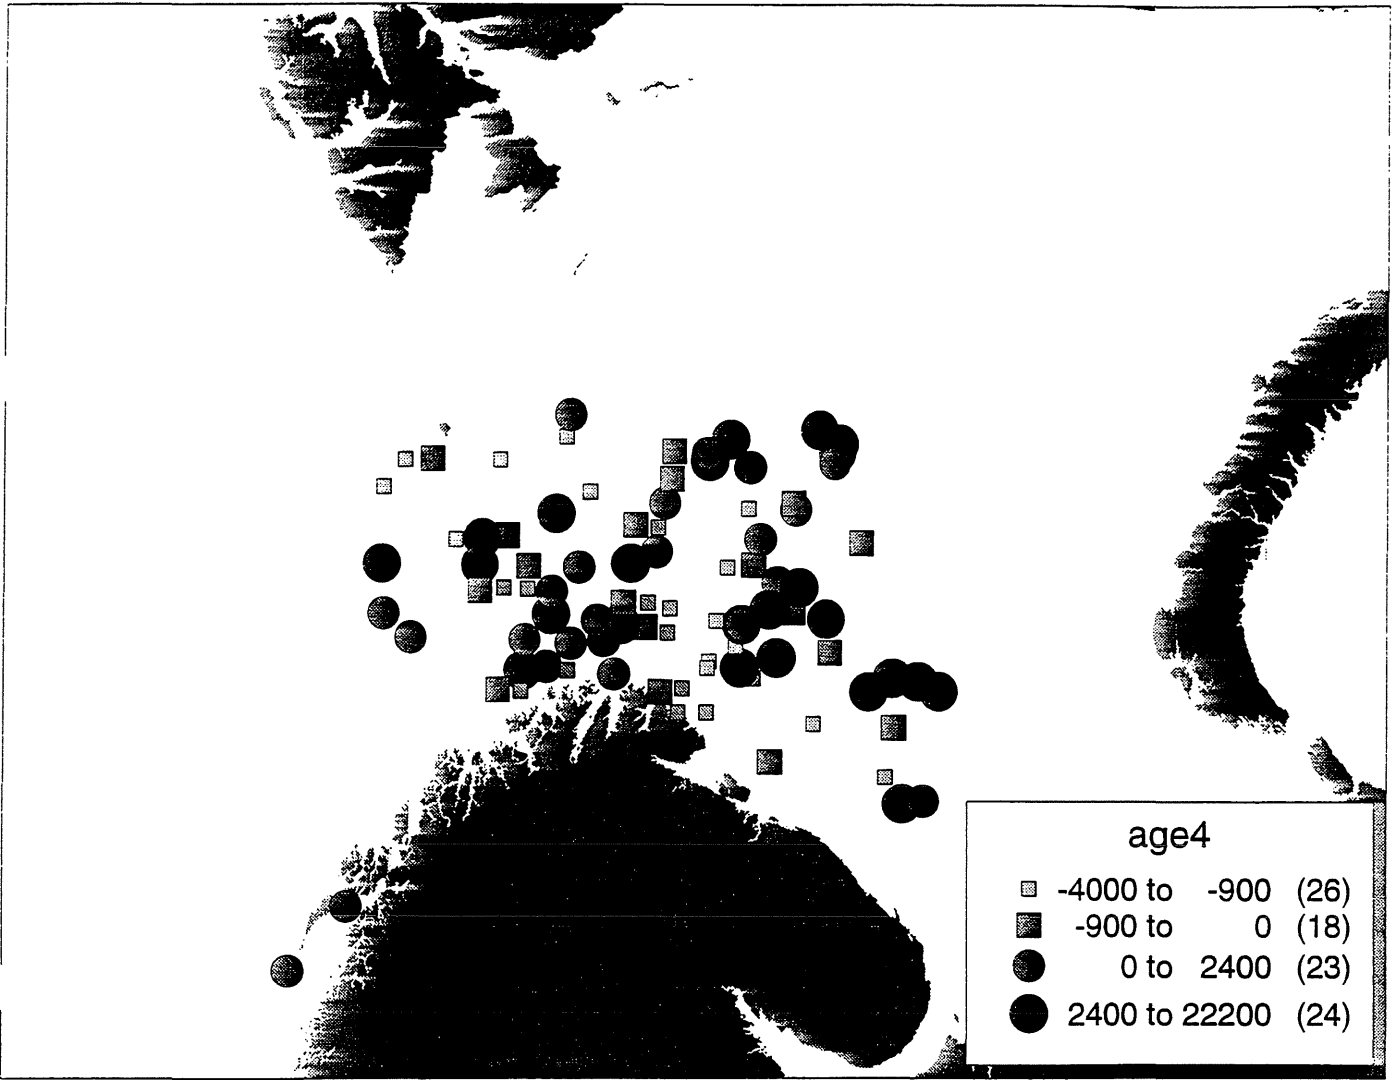 age4
-4000 to -900 (26)
-900 to 0 (18)
0 to 2400 (23)
2400 to 22200 (24)